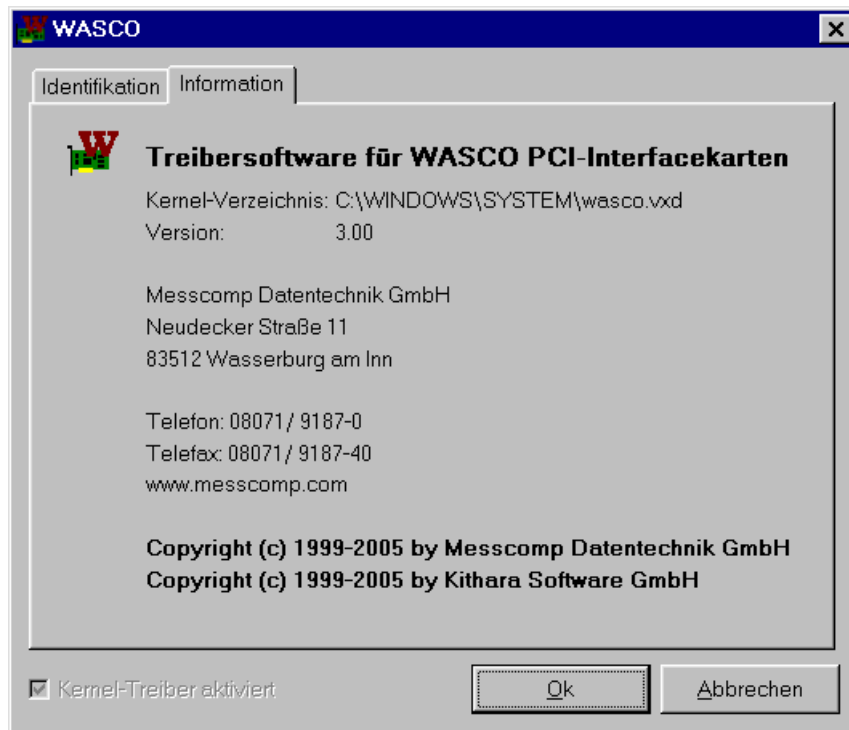 WASCO
Identifikation Information
W
Treibersoftware für WASCO PCI-Interfacekarten
Kernel-Verzeichnis: C:\WINDOWS\SYSTEM\wasco.vxd
Version: 3.00
Messcomp Datentechnik GmbH
Neudecker Straße 11
83512 Wasserburg am Inn
Telefon: 08071/ 9187-0
Telefax: 08071/ 9187-40
www.messcomp.com
Copyright (c) 1999-2005 by Messcomp Datentechnik GmbH
Copyright (c) 1999-2005 by Kithara Software GmbH
Kernel-Treiber aktiviert Ok Abbrechen